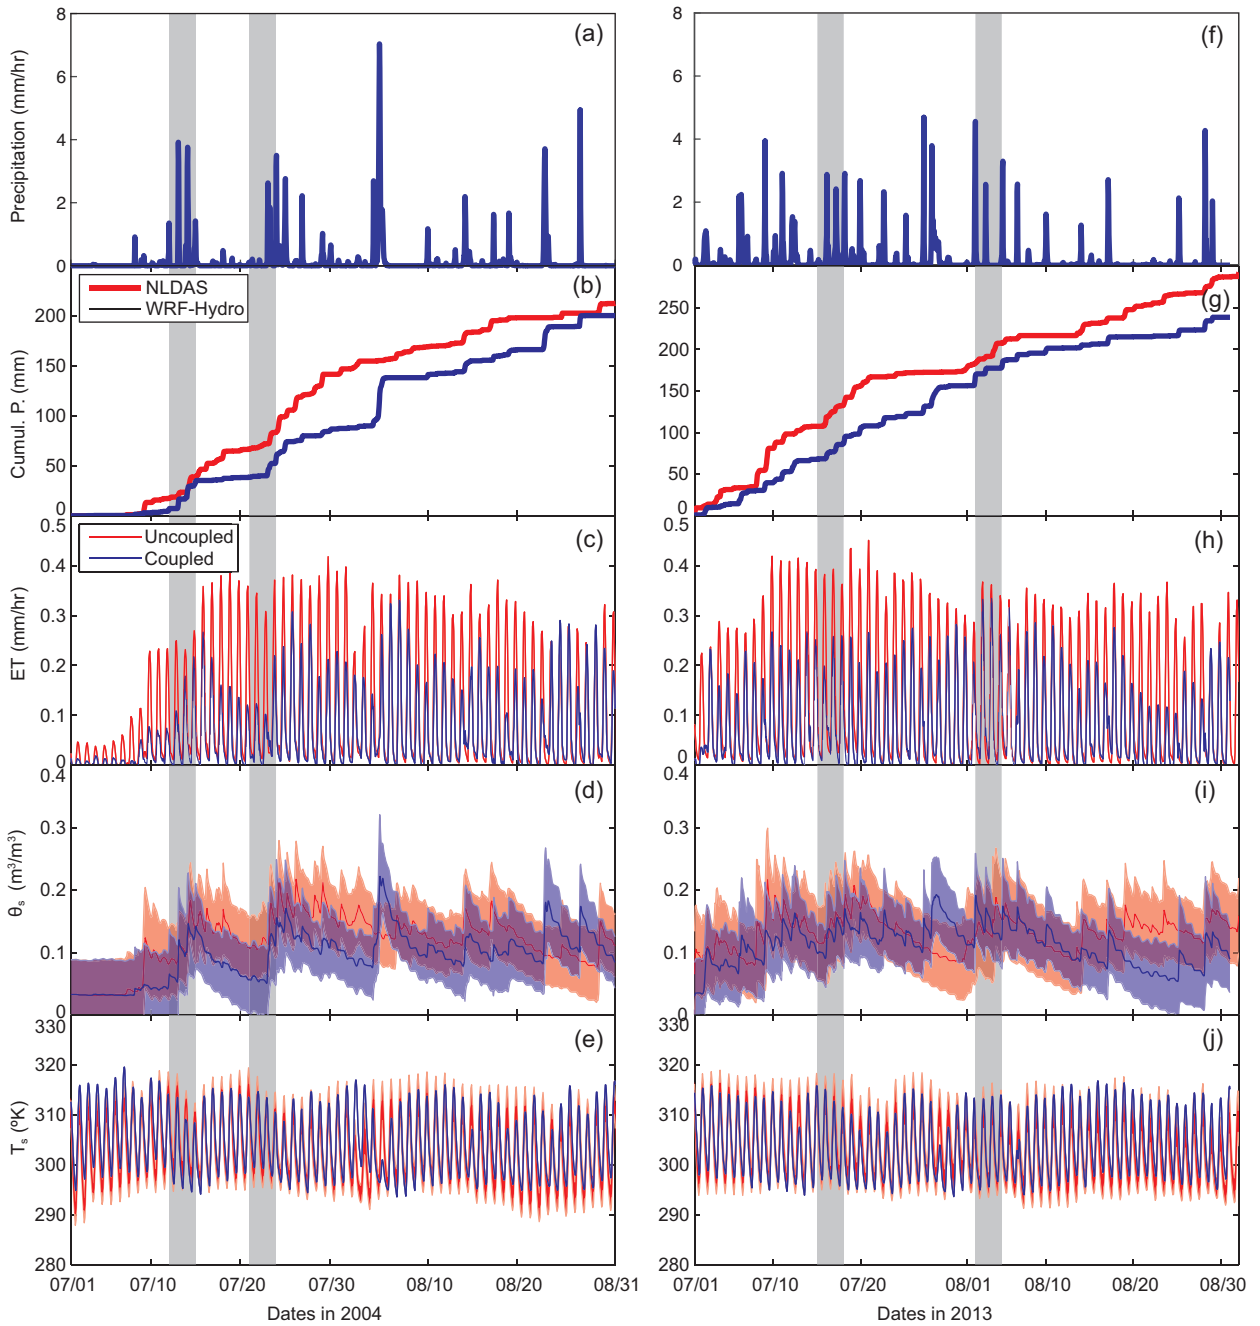 (a)
8
6
4
2
0
Precipitation (mm/hr)
(f)
8
6
4
2
0
(b)
NLDAS
WRF-Hydro
200
150
100
50
0
Cumul. P. (mm)
(g)
250
200
150
100
50
0
(c)
Uncoupled
Coupled
0.5
0.4
0.3
0.2
0.1
0
ET (mm/hr)
(h)
0.5
0.4
0.3
0.2
0.1
0
(d)
0.4
0.3
0.2
0.1
0
θs (m³/m³)
(i)
0.4
0.3
0.2
0.1
0
(e)
330
320
310
300
290
280
Ts (ºK)
(j)
330
320
310
300
290
280
07/01 07/10 07/20 07/30 08/10 08/20 08/31
Dates in 2004
07/01 07/10 07/20 08/01 08/10 08/20 08/30
Dates in 2013